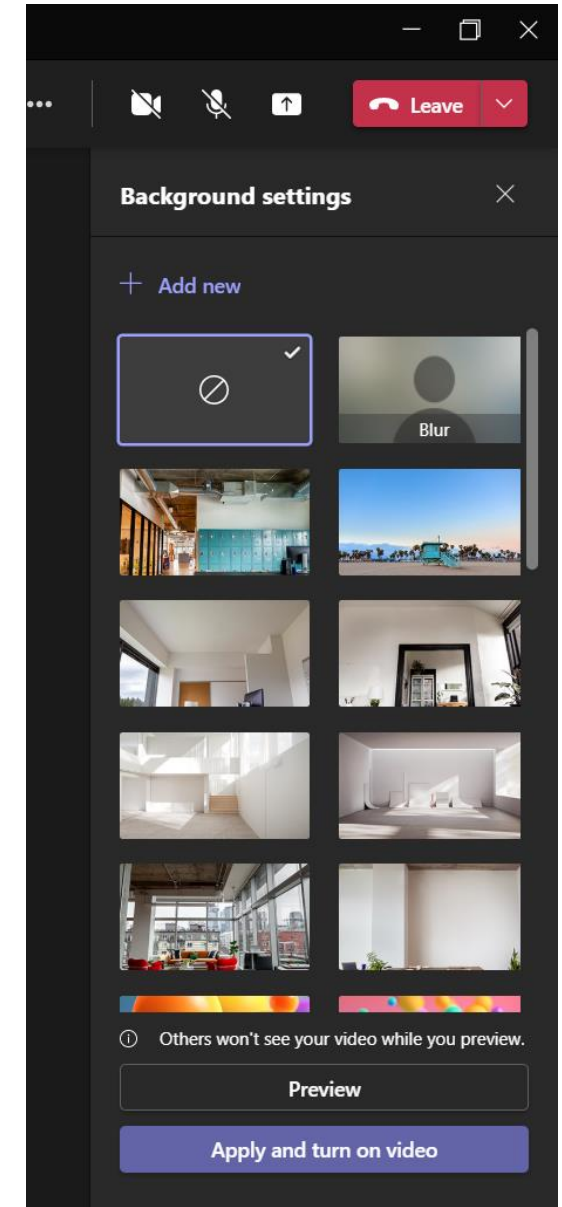 Leave
Background settings
Add new
Blur
Others won't see your video while you preview.
Preview
Apply and turn on video